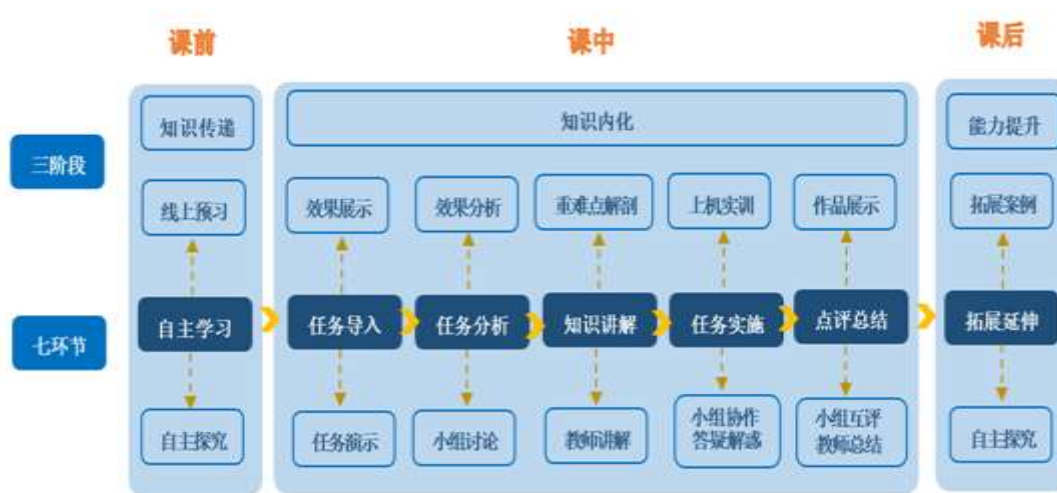 课前
课中
课后
知识传递
知识内化
能力提升
三阶段
线上预习
效果展示
效果分析
重难点解剖
上机实训
作品展示
拓展案例
七环节
自主学习
任务导入
任务分析
知识讲解
任务实施
点评总结
拓展延伸
自主探究
任务演示
小组讨论
教师讲解
小组协作
答疑解惑
小组互评
教师总结
自主探究